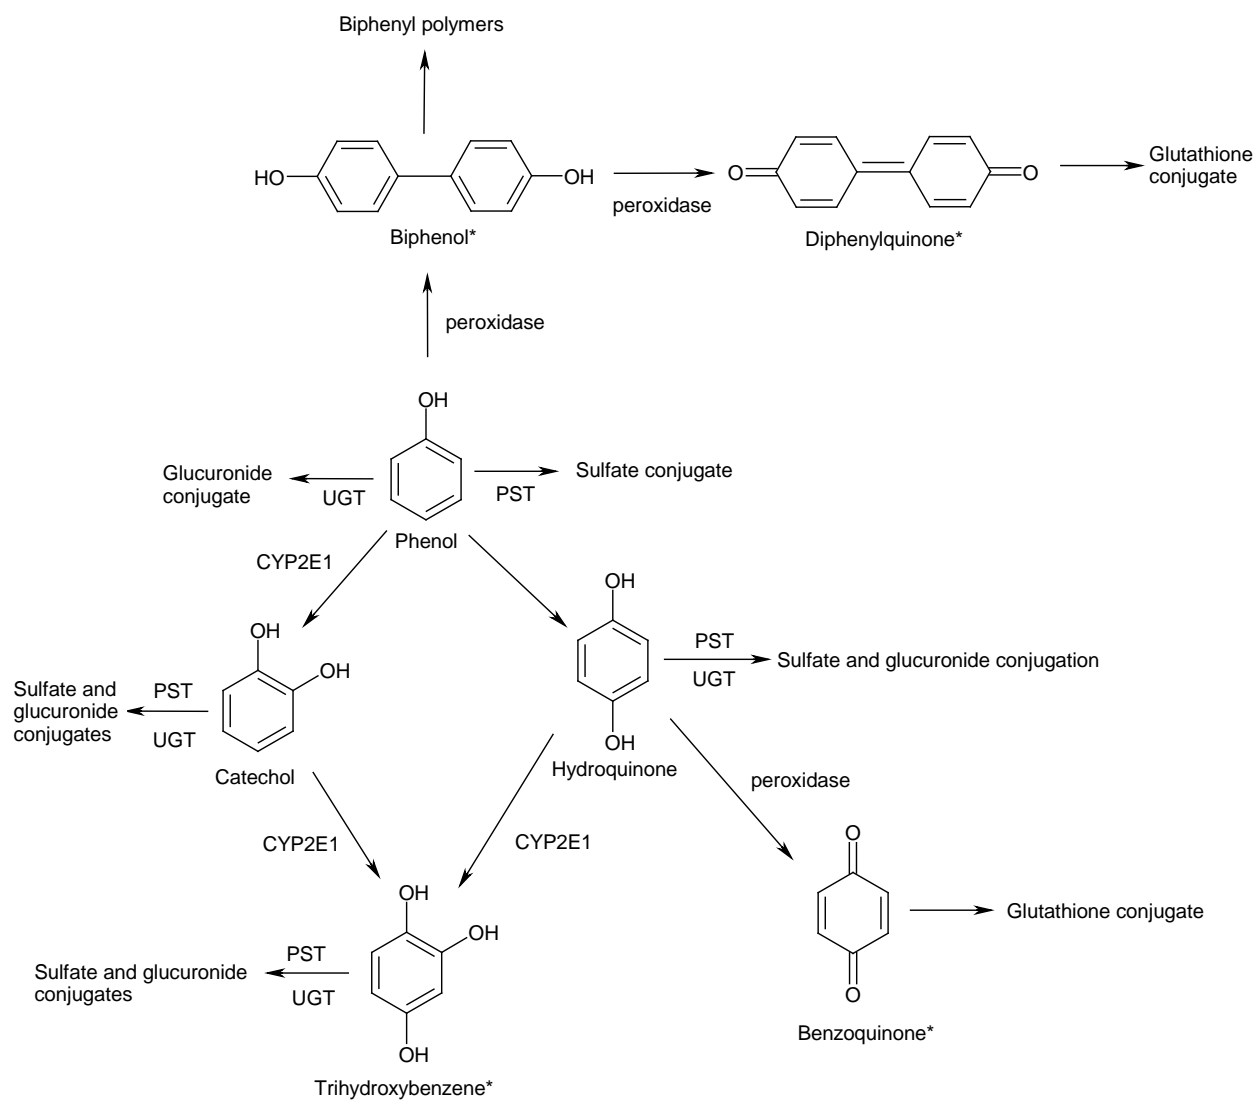 Biphenyl polymers
HO
OH
peroxidase
O
O
Glutathione
conjugate
Biphenol*
Diphenylquinone*
peroxidase
OH
Glucuronide
conjugate
UGT
PST
Sulfate conjugate
Phenol
CYP2E1
OH
OH
OH
Sulfate and
glucuronide
conjugates
PST
UGT
PST
UGT
Sulfate and glucuronide conjugation
OH
Catechol
Hydroquinone
peroxidase
CYP2E1
CYP2E1
O
OH
OH
Glutathione conjugate
Sulfate and glucuronide
conjugates
PST
UGT
O
OH
Benzoquinone*
Trihydroxybenzene*